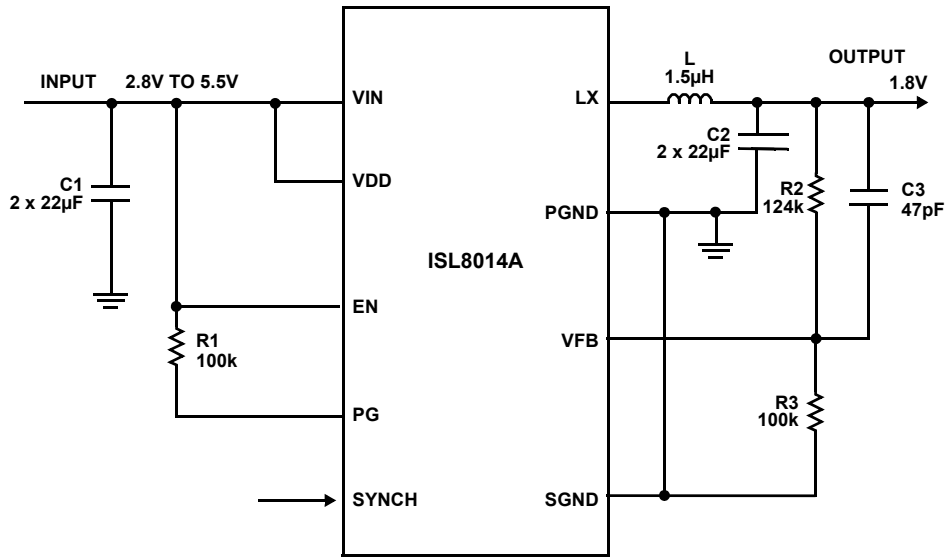 INPUT 2.8V TO 5.5V
C1
2 x 22µF
R1
100k
VIN
VDD
EN
PG
SYNCH
ISL8014A
LX
PGND
VFB
SGND
L
1.5µH
OUTPUT
1.8V
C2
2 x 22µF
R2
124k
C3
47pF
R3
100k